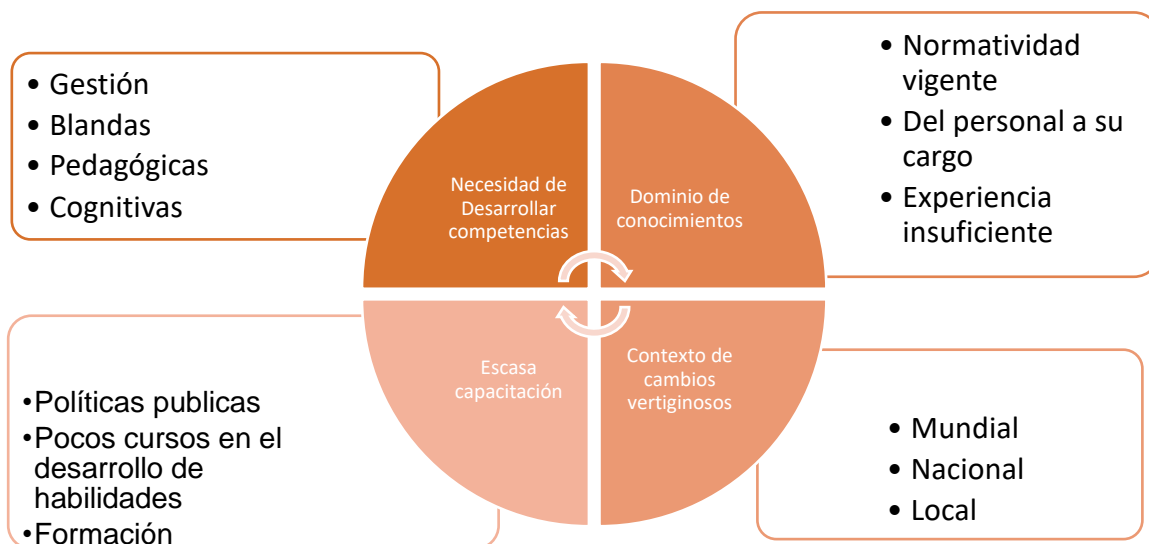 • Gestión
• Blandas
• Pedagógicas
• Cognitivas
• Normatividad
vigente
• Del personal a su
cargo
• Experiencia
insuficiente
Necesidad de
Desarrollar
competencias
Dominio de
conocimientos
Escasa
capacitación
Contexto de
cambios
vertiginosos
•Políticas publicas
•Pocos cursos en el
desarrollo de
habilidades
•Formación
• Mundial
• Nacional
• Local